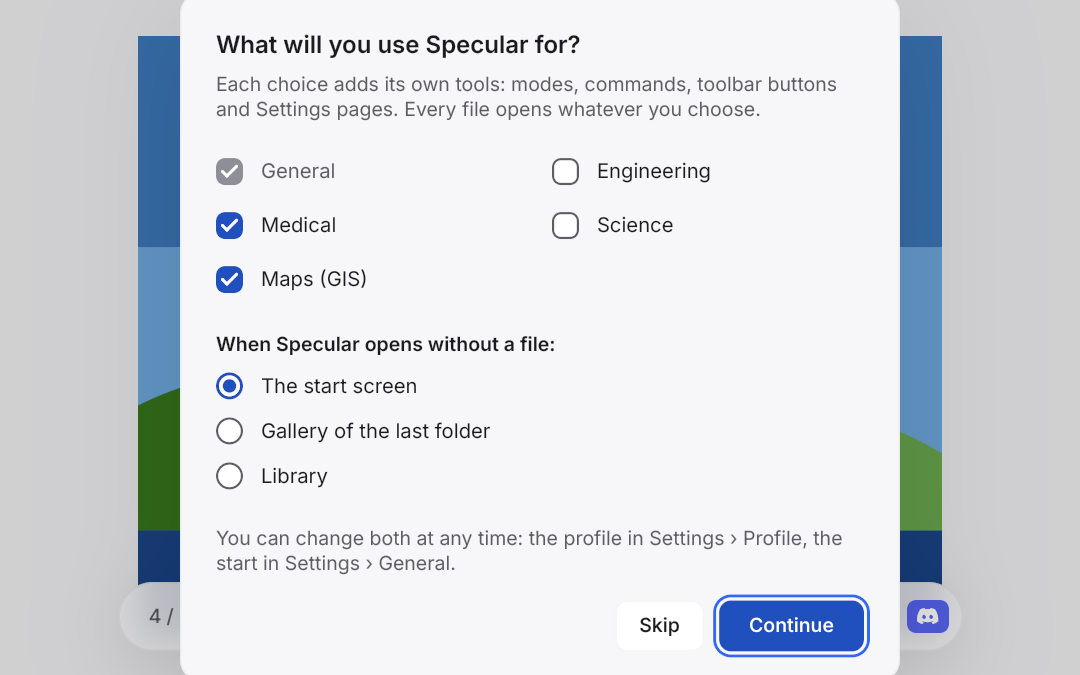 What will you use Specular for?
Each choice adds its own tools: modes, commands, toolbar buttons
and Settings pages. Every file opens whatever you choose.
General
Engineering
Medical
Science
Maps (GIS)
When Specular opens without a file:
The start screen
Gallery of the last folder
Library
You can change both at any time: the profile in Settings › Profile, the
start in Settings › General.
4 /
Skip
Continue